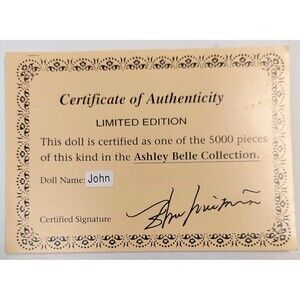 Certificate of Authenticity
LIMITED EDITION
This doll is certified as one of the 5000 pieces
of this kind in the Ashley Belle Collection.
Doll Name: John
Certified Signature